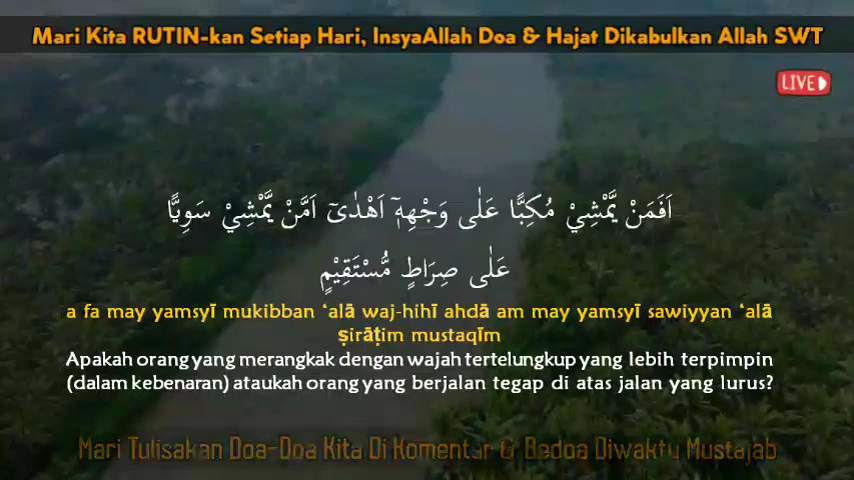 Mari Kita RUTIN-kan Setiap Hari, InsyaAllah Doa & Hajat Dikabulkan Allah SWT
LIVE
اَفَمَنْ يَّمْشِيْ مُكِبًّا عَلٰى وَجْهِهٖٓ اَهْدٰىٓ اَمَّنْ يَّمْشِيْ سَوِيًّا
عَلٰى صِرَاطٍ مُّسْتَقِيْمٍ
a fa may yamsyī mukibban ‘alā waj-hihī ahdā am may yamsyī sawiyyan ‘alā
ṣirāṭim mustaqīm
Apakah orang yang merangkak dengan wajah tertelungkup yang lebih terpimpin
(dalam kebenaran) ataukah orang yang berjalan tegap di atas jalan yang lurus?
Mari Tulisakan Doa-Doa Kita Di Komentar & Bedoa Diwaktu Mustajab